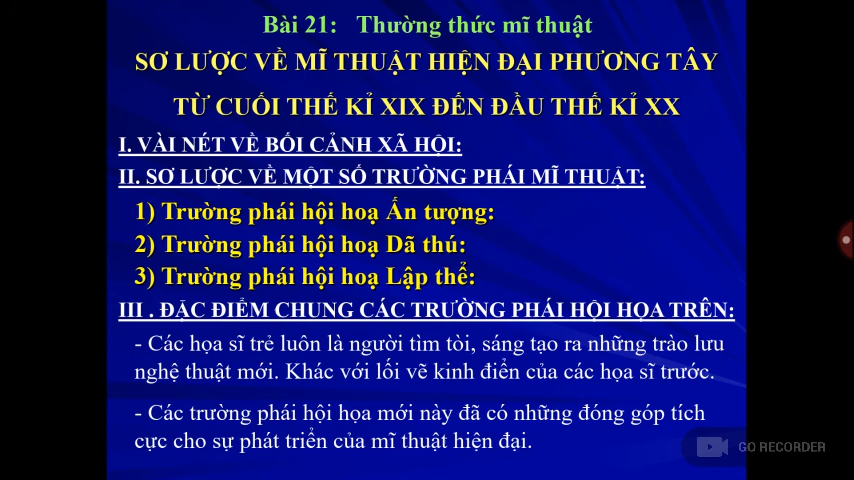 Bài 21: Thường thức mĩ thuật
SƠ LƯỢC VỀ MĨ THUẬT HIỆN ĐẠI PHƯƠNG TÂY
TỪ CUỐI THẾ KỈ XIX ĐẾN ĐẦU THẾ KỈ XX
I. VÀI NÉT VỀ BỐI CẢNH XÃ HỘI:
II. SƠ LƯỢC VỀ MỘT SỐ TRƯỜNG PHÁI MĨ THUẬT:
1) Trường phái hội hoạ Ấn tượng:
2) Trường phái hội hoạ Dã thú:
3) Trường phái hội hoạ Lập thể:
III . ĐẶC ĐIỂM CHUNG CÁC TRƯỜNG PHÁI HỘI HỌA TRÊN:
- Các họa sĩ trẻ luôn là người tìm tòi, sáng tạo ra những trào lưu
nghệ thuật mới. Khác với lối vẽ kinh điển của các họa sĩ trước.
- Các trường phái hội họa mới này đã có những đóng góp tích
cực cho sự phát triển của mĩ thuật hiện đại.
GO RECORDER